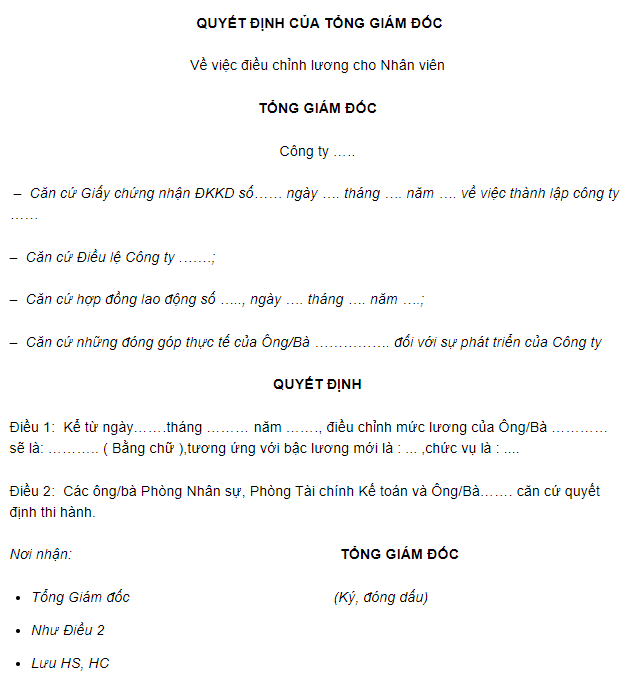 QUYẾT ĐỊNH CỦA TỔNG GIÁM ĐỐC
Về việc điều chỉnh lương cho Nhân viên
TỔNG GIÁM ĐỐC
Công ty …..
– Căn cứ Giấy chứng nhận ĐKKD số…… ngày …. tháng …. năm …. về việc thành lập công ty
……
– Căn cứ Điều lệ Công ty …….;
– Căn cứ hợp đồng lao động số ….., ngày …. tháng …. năm ….;
– Căn cứ những đóng góp thực tế của Ông/Bà ……………. đối với sự phát triển của Công ty
QUYẾT ĐỊNH
Điều 1: Kể từ ngày…….tháng ……… năm ……., điều chỉnh mức lương của Ông/Bà …………
sẽ là: ……….. ( Bằng chữ ),tương ứng với bậc lương mới là : ... ,chức vụ là : ....
Điều 2: Các ông/bà Phòng Nhân sự, Phòng Tài chính Kế toán và Ông/Bà……. căn cứ quyết
định thi hành.
Nơi nhận: TỔNG GIÁM ĐỐC
• Tổng Giám đốc (Ký, đóng dấu)
• Như Điều 2
• Lưu HS, HC